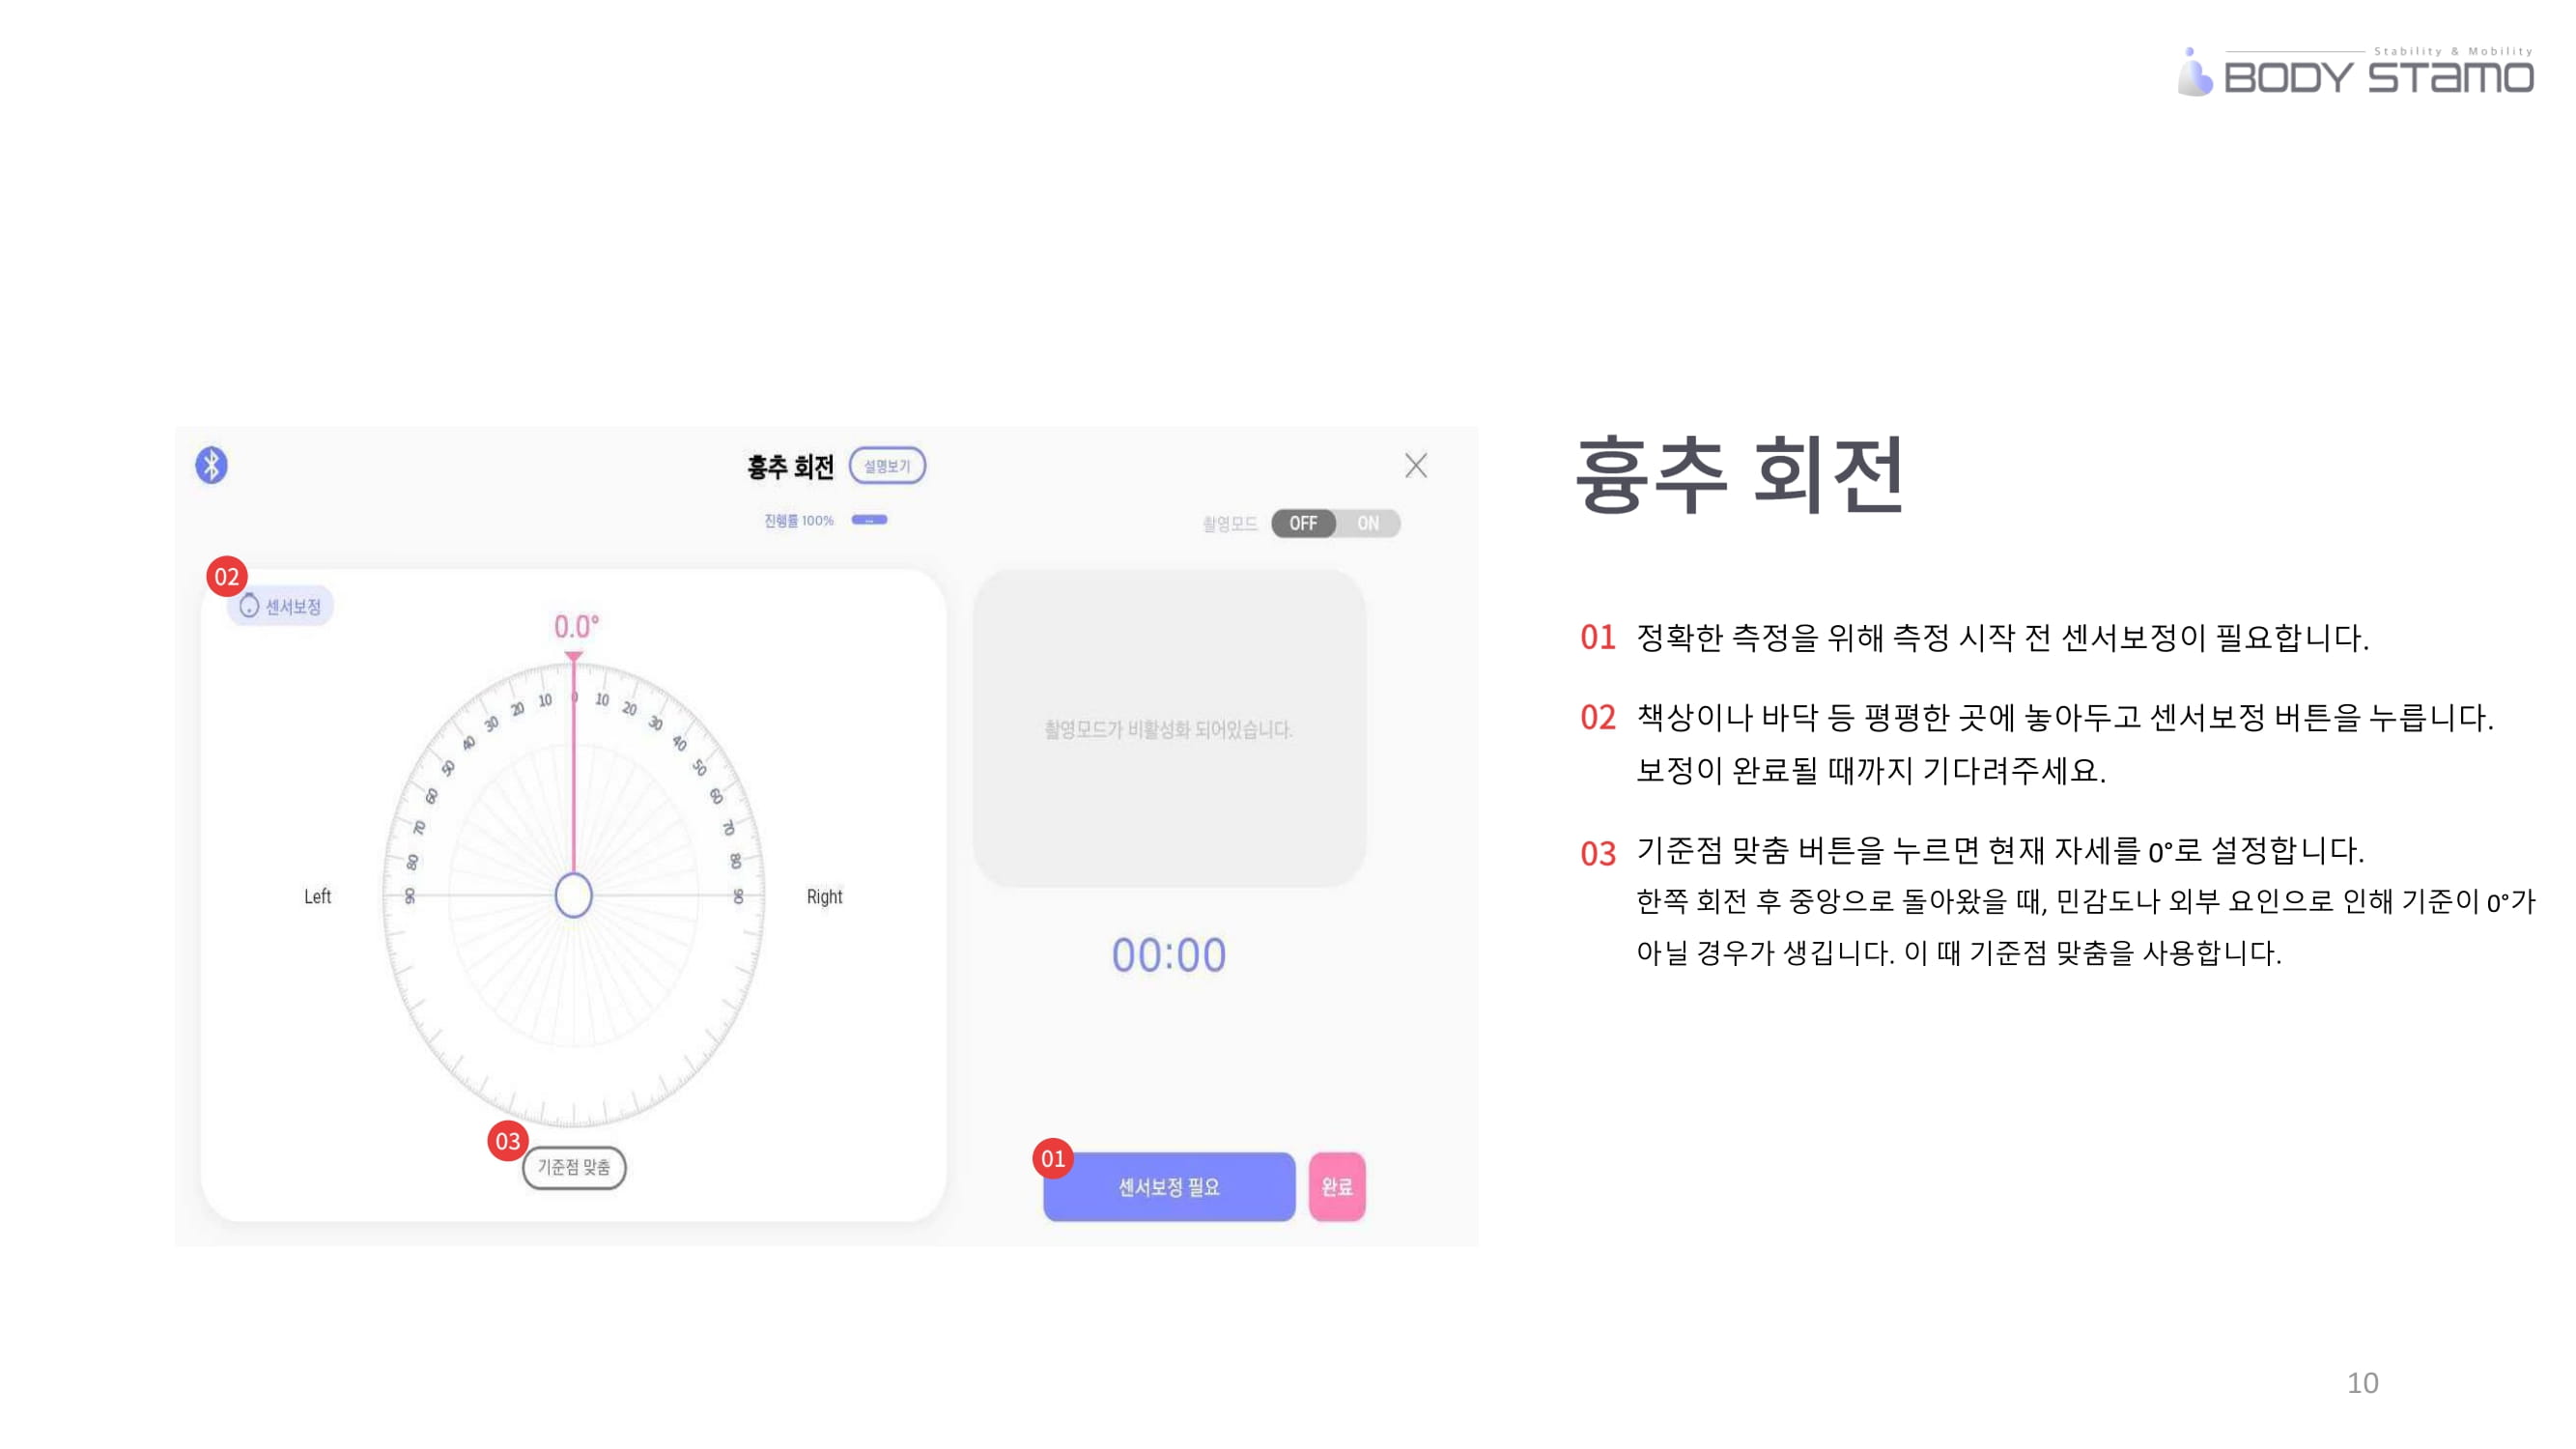 Stability & Mobility
BODY STamo
흉추 회전 설명보기
진행률 100%
촬영모드 OFF ON
02
센서보정
0.0°
90 80 70 60 50 40 30 20 10 0 10 20 30 40 50 60 70 80 90
Left
Right
03
기준점 맞춤
촬영모드가 비활성화 되어있습니다.
00:00
01
센서보정 필요
완료
흉추 회전
01 정확한 측정을 위해 측정 시작 전 센서보정이 필요합니다.
02 책상이나 바닥 등 평평한 곳에 놓아두고 센서보정 버튼을 누릅니다.
보정이 완료될 때까지 기다려주세요.
03 기준점 맞춤 버튼을 누르면 현재 자세를 0°로 설정합니다.
한쪽 회전 후 중앙으로 돌아왔을 때, 민감도나 외부 요인으로 인해 기준이 0°가
아닐 경우가 생깁니다. 이 때 기준점 맞춤을 사용합니다.
10